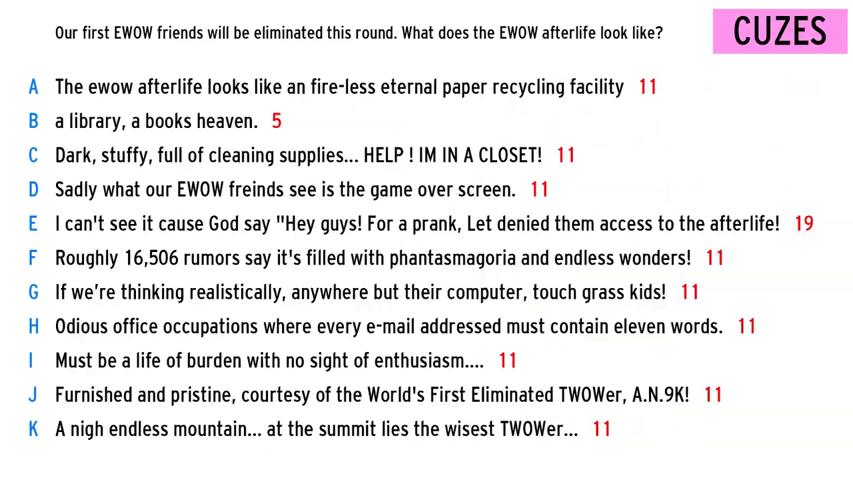 Our first EWOW friends will be eliminated this round. What does the EWOW afterlife look like?
CUZES
A The ewow afterlife looks like an fire-less eternal paper recycling facility 11
B a library, a books heaven. 5
C Dark, stuffy, full of cleaning supplies... HELP ! IM IN A CLOSET! 11
D Sadly what our EWOW freinds see is the game over screen. 11
E I can't see it cause God say "Hey guys! For a prank, Let denied them access to the afterlife! 19
F Roughly 16,506 rumors say it's filled with phantasmagoria and endless wonders! 11
G If we’re thinking realistically, anywhere but their computer, touch grass kids! 11
H Odious office occupations where every e-mail addressed must contain eleven words. 11
I Must be a life of burden with no sight of enthusiasm.... 11
J Furnished and pristine, courtesy of the World's First Eliminated TWOWer, A.N.9K! 11
K A nigh endless mountain... at the summit lies the wisest TWOWer... 11